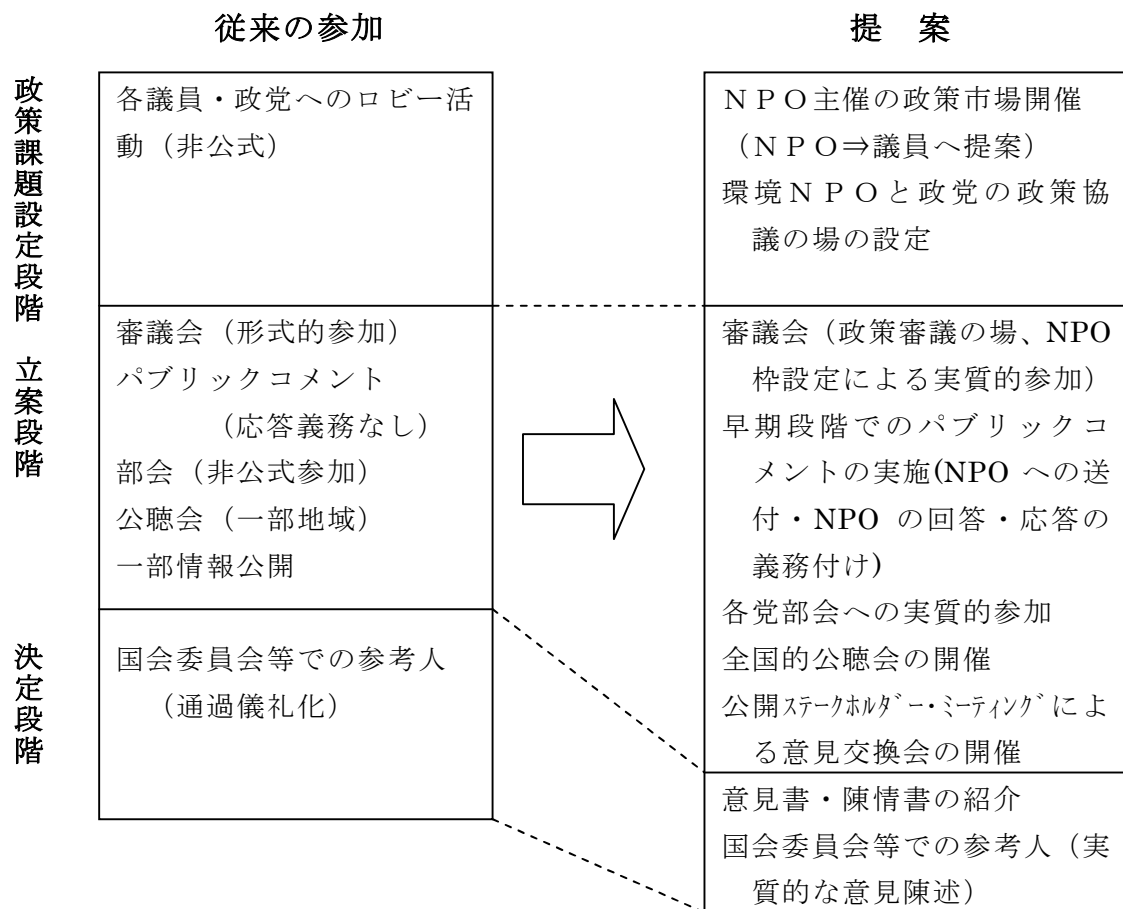 従来の参加
提　案
政策課題設定段階
各議員・政党へのロビー活
動（非公式）
ＮＰＯ主催の政策市場開催
（ＮＰＯ⇒議員へ提案）
環境ＮＰＯと政党の政策協
議の場の設定
立案段階
審議会（形式的参加）
パブリックコメント
（応答義務なし）
部会（非公式参加）
公聴会（一部地域）
一部情報公開
審議会（政策審議の場、NPO
枠設定による実質的参加）
早期段階でのパブリックコ
メントの実施(NPO への送
付・NPO の回答・応答の
義務付け)
各党部会への実質的参加
全国的公聴会の開催
公開ｽﾃｰｸﾎﾙﾀﾞｰ・ﾐｰﾃｨﾝｸﾞによ
る意見交換会の開催
決定段階
国会委員会等での参考人
（通過儀礼化）
意見書・陳情書の紹介
国会委員会等での参考人（実
質的な意見陳述）